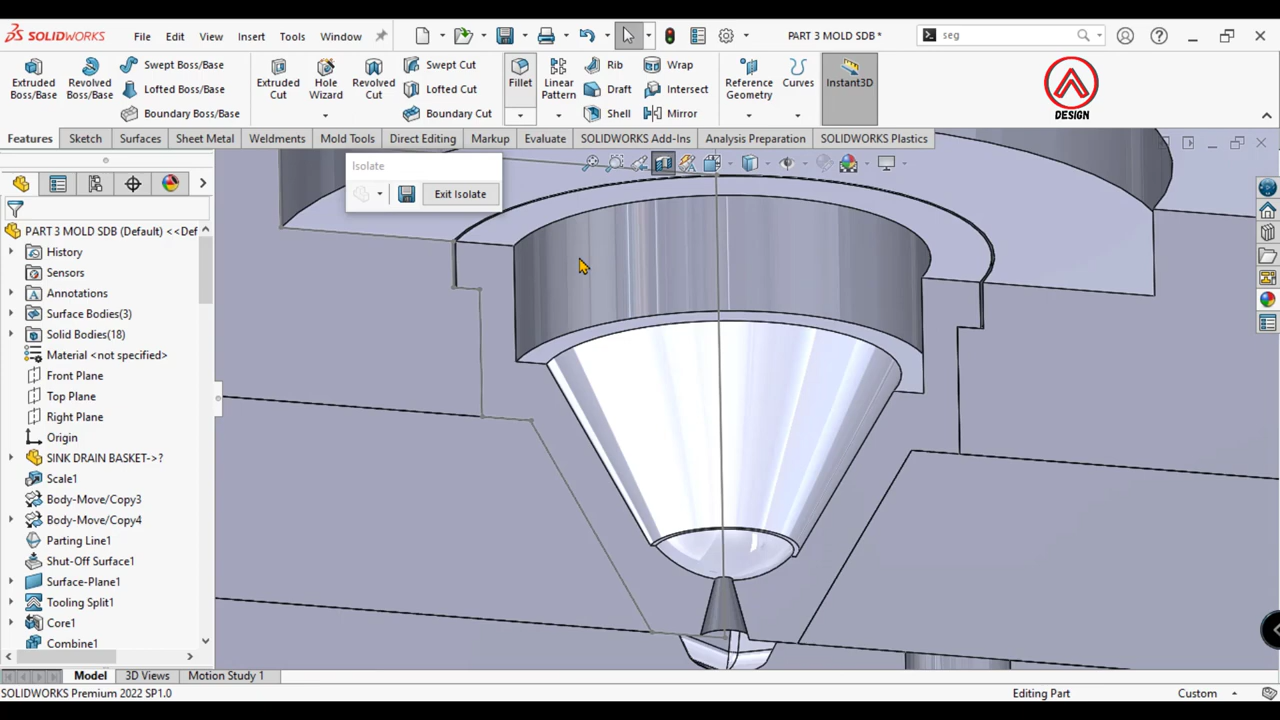 SOLIDWORKS File Edit View Insert Tools Window PART 3 MOLD SDB * seg
Extruded Boss/Base
Revolved Boss/Base
Swept Boss/Base
Lofted Boss/Base
Boundary Boss/Base
Extruded Cut
Hole Wizard
Revolved Cut
Swept Cut
Lofted Cut
Boundary Cut
Fillet
Linear Pattern
Rib
Draft
Shell
Wrap
Intersect
Mirror
Reference Geometry
Curves
Instant3D
DESIGN
Features Sketch Surfaces Sheet Metal Weldments Mold Tools Direct Editing Markup Evaluate SOLIDWORKS Add-Ins Analysis Preparation SOLIDWORKS Plastics
Isolate
Exit Isolate
PART 3 MOLD SDB (Default) <<Def
History
Sensors
Annotations
Surface Bodies(3)
Solid Bodies(18)
Material <not specified>
Front Plane
Top Plane
Right Plane
Origin
SINK DRAIN BASKET->?
Scale1
Body-Move/Copy3
Body-Move/Copy4
Parting Line1
Shut-Off Surface1
Surface-Plane1
Tooling Split1
Core1
Combine1
Model 3D Views Motion Study 1
SOLIDWORKS Premium 2022 SP1.0 Editing Part Custom